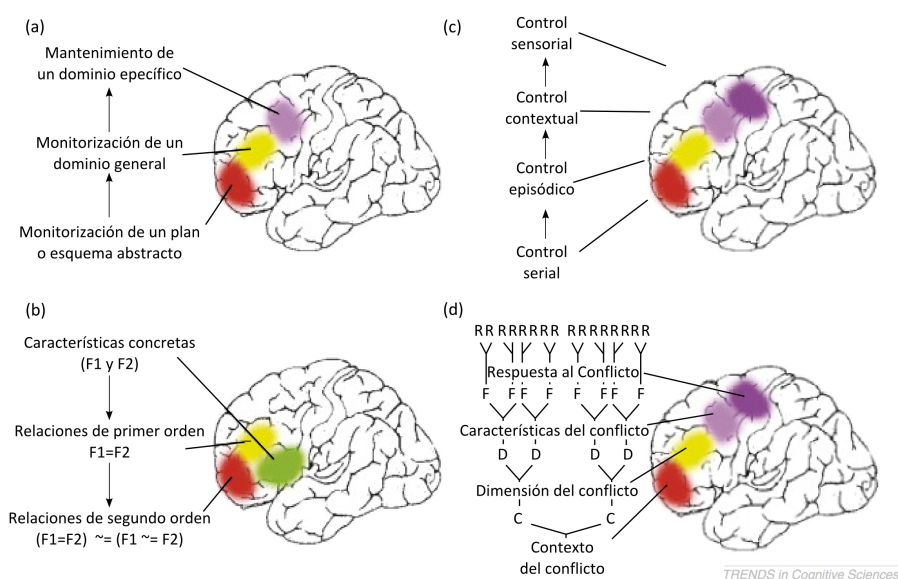 (a)
Mantenimiento de
un dominio epecífico
Monitorización de un
dominio general
Monitorización de un plan
o esquema abstracto
(b)
Características concretas
(F1 y F2)
Relaciones de primer orden
F1=F2
Relaciones de segundo orden
(F1=F2) ~= (F1 ~= F2)
(c)
Control
sensorial
Control
contextual
Control
episódico
Control
serial
(d)
R R R R R R R R R R R R R R
Respuesta al Conflicto
F F F F F F F F
Características del conflicto
D D D D
Dimensión del conflicto
C C
Contexto
del conflicto
TRENDS in Cognitive Sciences